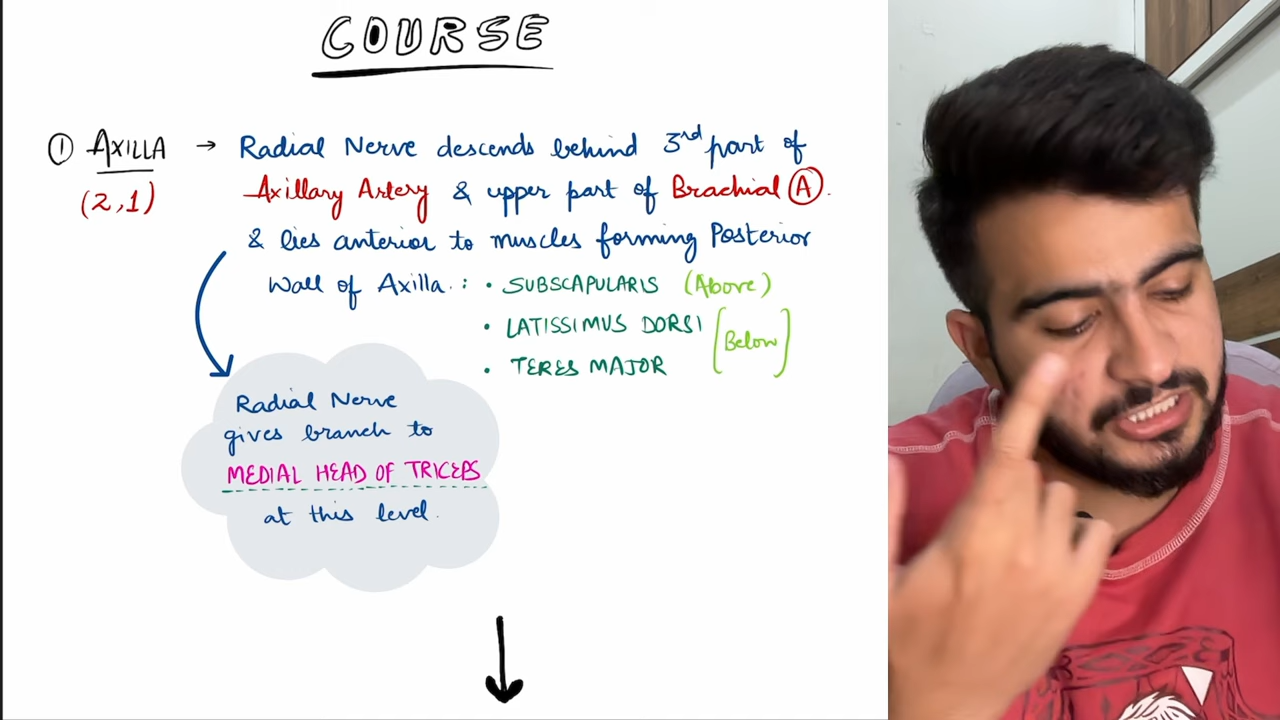 COURSE
① AXILLA → Radial Nerve descends behind 3rd part of
(2,1) Axillary Artery & upper part of Brachial Ⓐ.
& lies anterior to muscles forming Posterior
Wall of Axilla. : • SUBSCAPULARIS (Above)
• LATISSIMUS DORSI [Below]
• TERES MAJOR
Radial Nerve
gives branch to
MEDIAL HEAD OF TRICEPS
at this level.